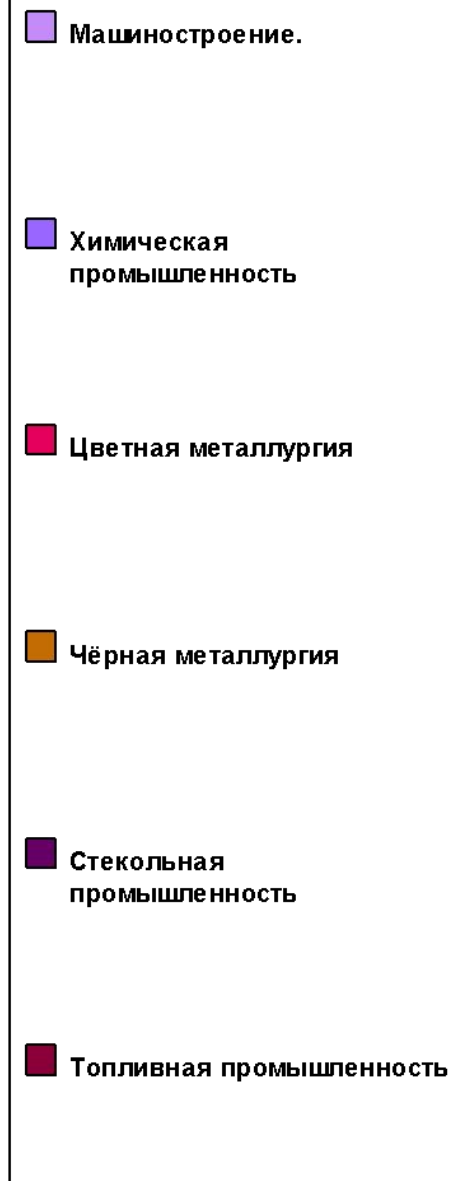 Машиностроение.
Химическая
промышленность
Цветная металлургия
Чёрная металлургия
Стекольная
промышленность
Топливная промышленность